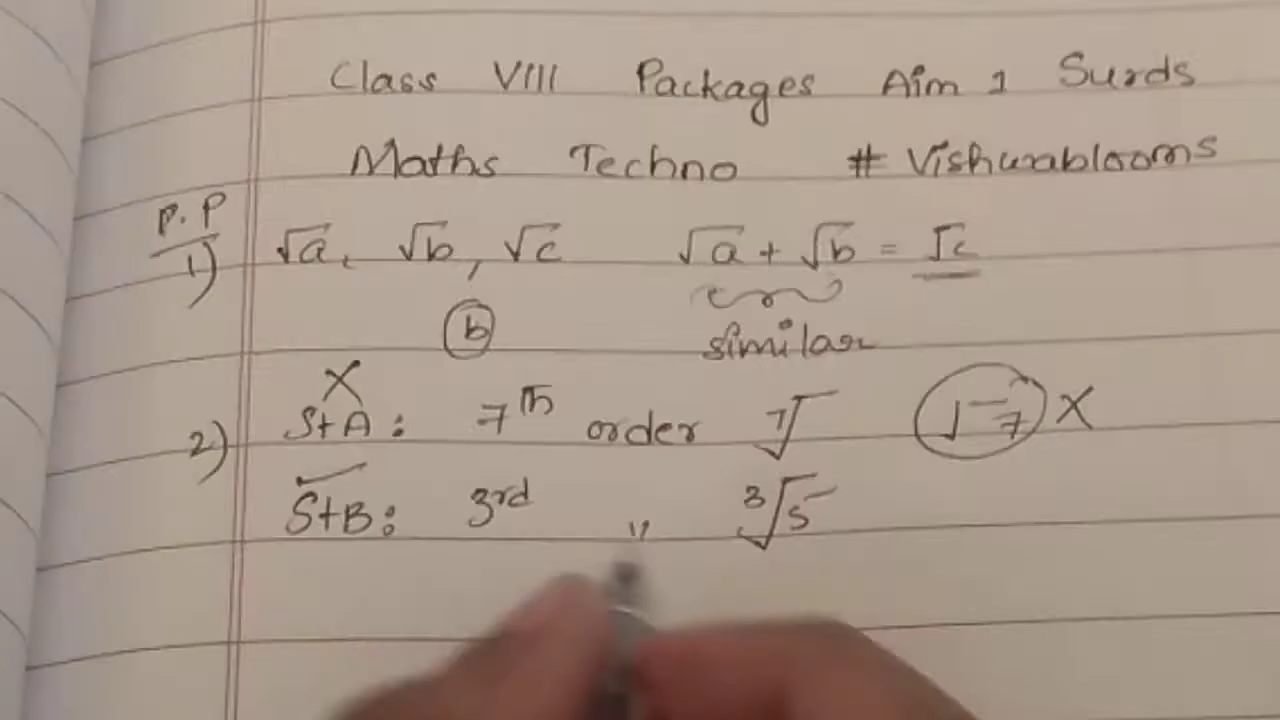 Class VIII Packages Aim 1 Surds
Maths Techno # Vishwablooms
P.P
1) √a, √b, √c √a + √b = √c
(b) similar
X
2) St A: 7th order ⁷√ √7 X
St B: 3rd " ³√5